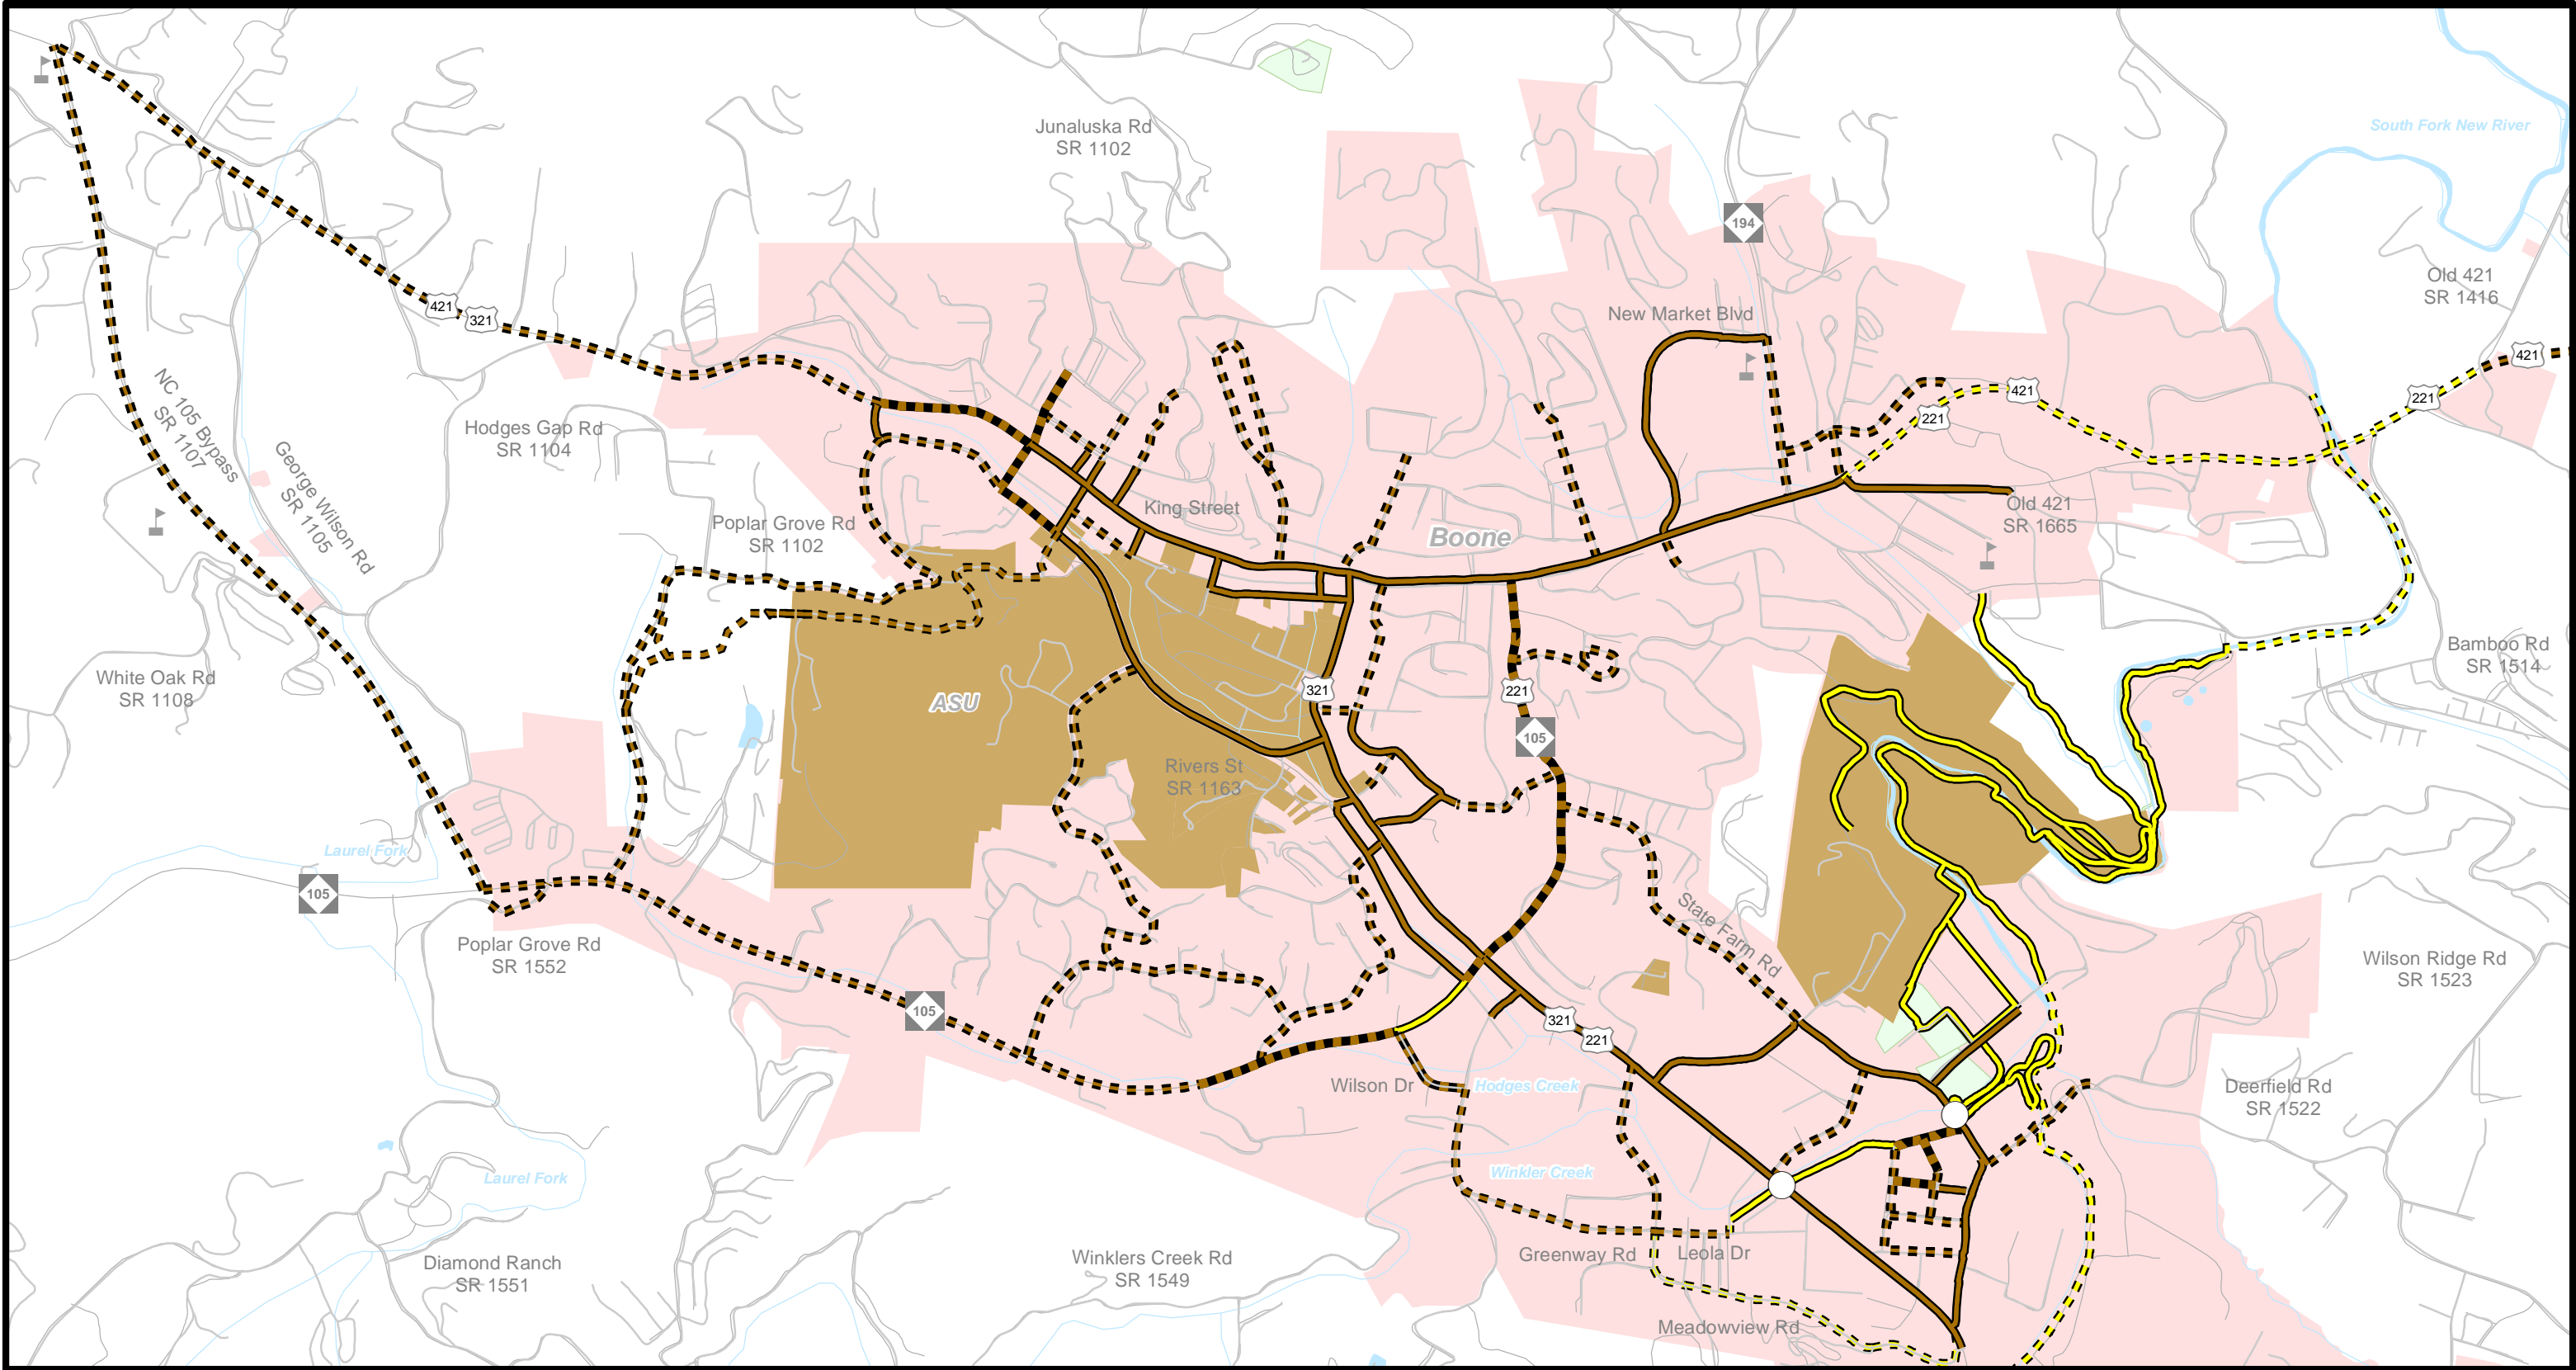 South Fork New River
Junaluska Rd
SR 1102
194
Old 421
SR 1416
421
321
New Market Blvd
421
421
221
221
NC 105 Bypass
SR 1107
George Wilson Rd
SR 1105
Hodges Gap Rd
SR 1104
Poplar Grove Rd
SR 1102
King Street
Boone
Old 421
SR 1665
White Oak Rd
SR 1108
ASU
321
221
105
Bamboo Rd
SR 1514
Rivers St
SR 1163
Laurel Fork
105
State Farm Rd
Poplar Grove Rd
SR 1552
Wilson Ridge Rd
SR 1523
105
321
221
Wilson Dr
Hodges Creek
Deerfield Rd
SR 1522
Laurel Fork
Winkler Creek
Diamond Ranch
SR 1551
Winklers Creek Rd
SR 1549
Greenway Rd
Leola Dr
Meadowview Rd